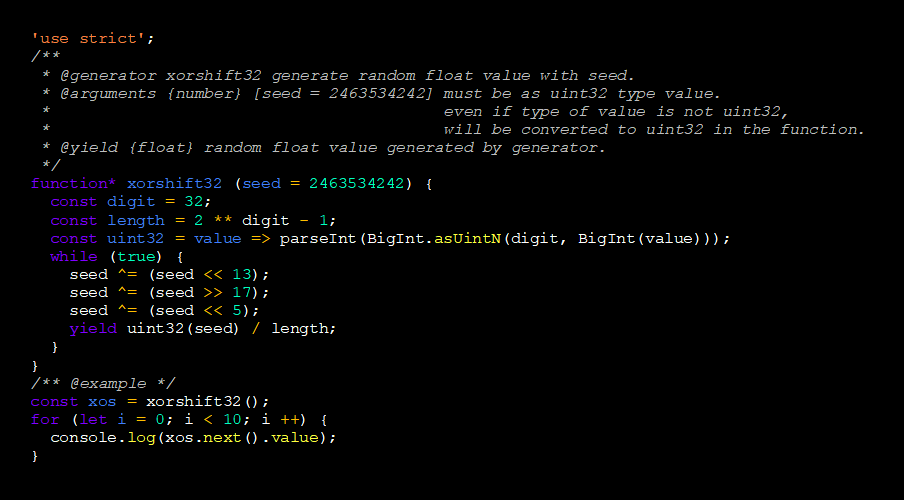 'use strict';
/**
 * @generator xorshift32 generate random float value with seed.
 * @arguments {number} [seed = 2463534242] must be as uint32 type value.
 *                                         even if type of value is not uint32,
 *                                         will be converted to uint32 in the function.
 * @yield {float} random float value generated by generator.
 */
function* xorshift32 (seed = 2463534242) {
  const digit = 32;
  const length = 2 ** digit - 1;
  const uint32 = value => parseInt(BigInt.asUintN(digit, BigInt(value)));
  while (true) {
    seed ^= (seed << 13);
    seed ^= (seed >> 17);
    seed ^= (seed << 5);
    yield uint32(seed) / length;
  }
}
/** @example */
const xos = xorshift32();
for (let i = 0; i < 10; i ++) {
  console.log(xos.next().value);
}